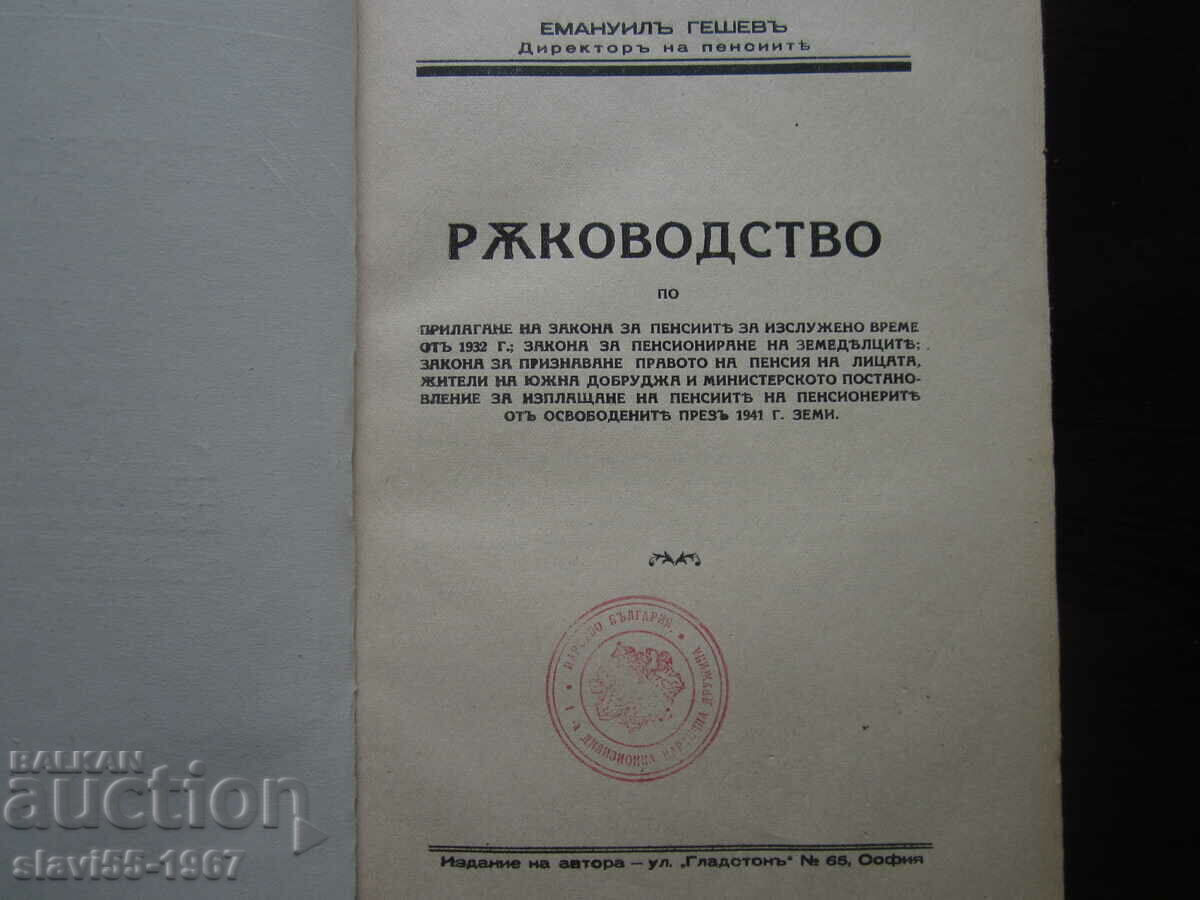 ЕМАНУИЛЪ ГЕШЕВЪ
Директоръ на пенсиитѣ
РѪКОВОДСТВО
ПО
ПРИЛАГАНЕ НА ЗАКОНА ЗА ПЕНСИИТѢ ЗА ИЗСЛУЖЕНО ВРЕМЕ
ОТЪ 1932 Г.; ЗАКОНА ЗА ПЕНСИОНИРАНЕ НА ЗЕМЕДѢЛЦИТѢ;
ЗАКОНА ЗА ПРИЗНАВАНЕ ПРАВОТО НА ПЕНСИЯ НА ЛИЦАТА,
ЖИТЕЛИ НА ЮЖНА ДОБРУДЖА И МИНИСТЕРСКОТО ПОСТАНО-
ВЛЕНИЕ ЗА ИЗПЛАЩАНЕ НА ПЕНСИИТѢ НА ПЕНСИОНЕРИТѢ
ОТЪ ОСВОБОДЕНИТѢ ПРЕЗЪ 1941 Г. ЗЕМИ.
БЪЛГАРИЯ
Издание на автора — ул. „Гладстонъ" № 65, София
BALKAN
auction
slavi55-1967